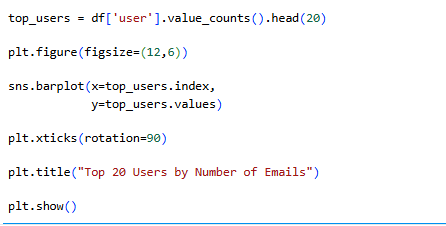 top_users = df['user'].value_counts().head(20)
plt.figure(figsize=(12,6))
sns.barplot(x=top_users.index,
            y=top_users.values)
plt.xticks(rotation=90)
plt.title("Top 20 Users by Number of Emails")
plt.show()